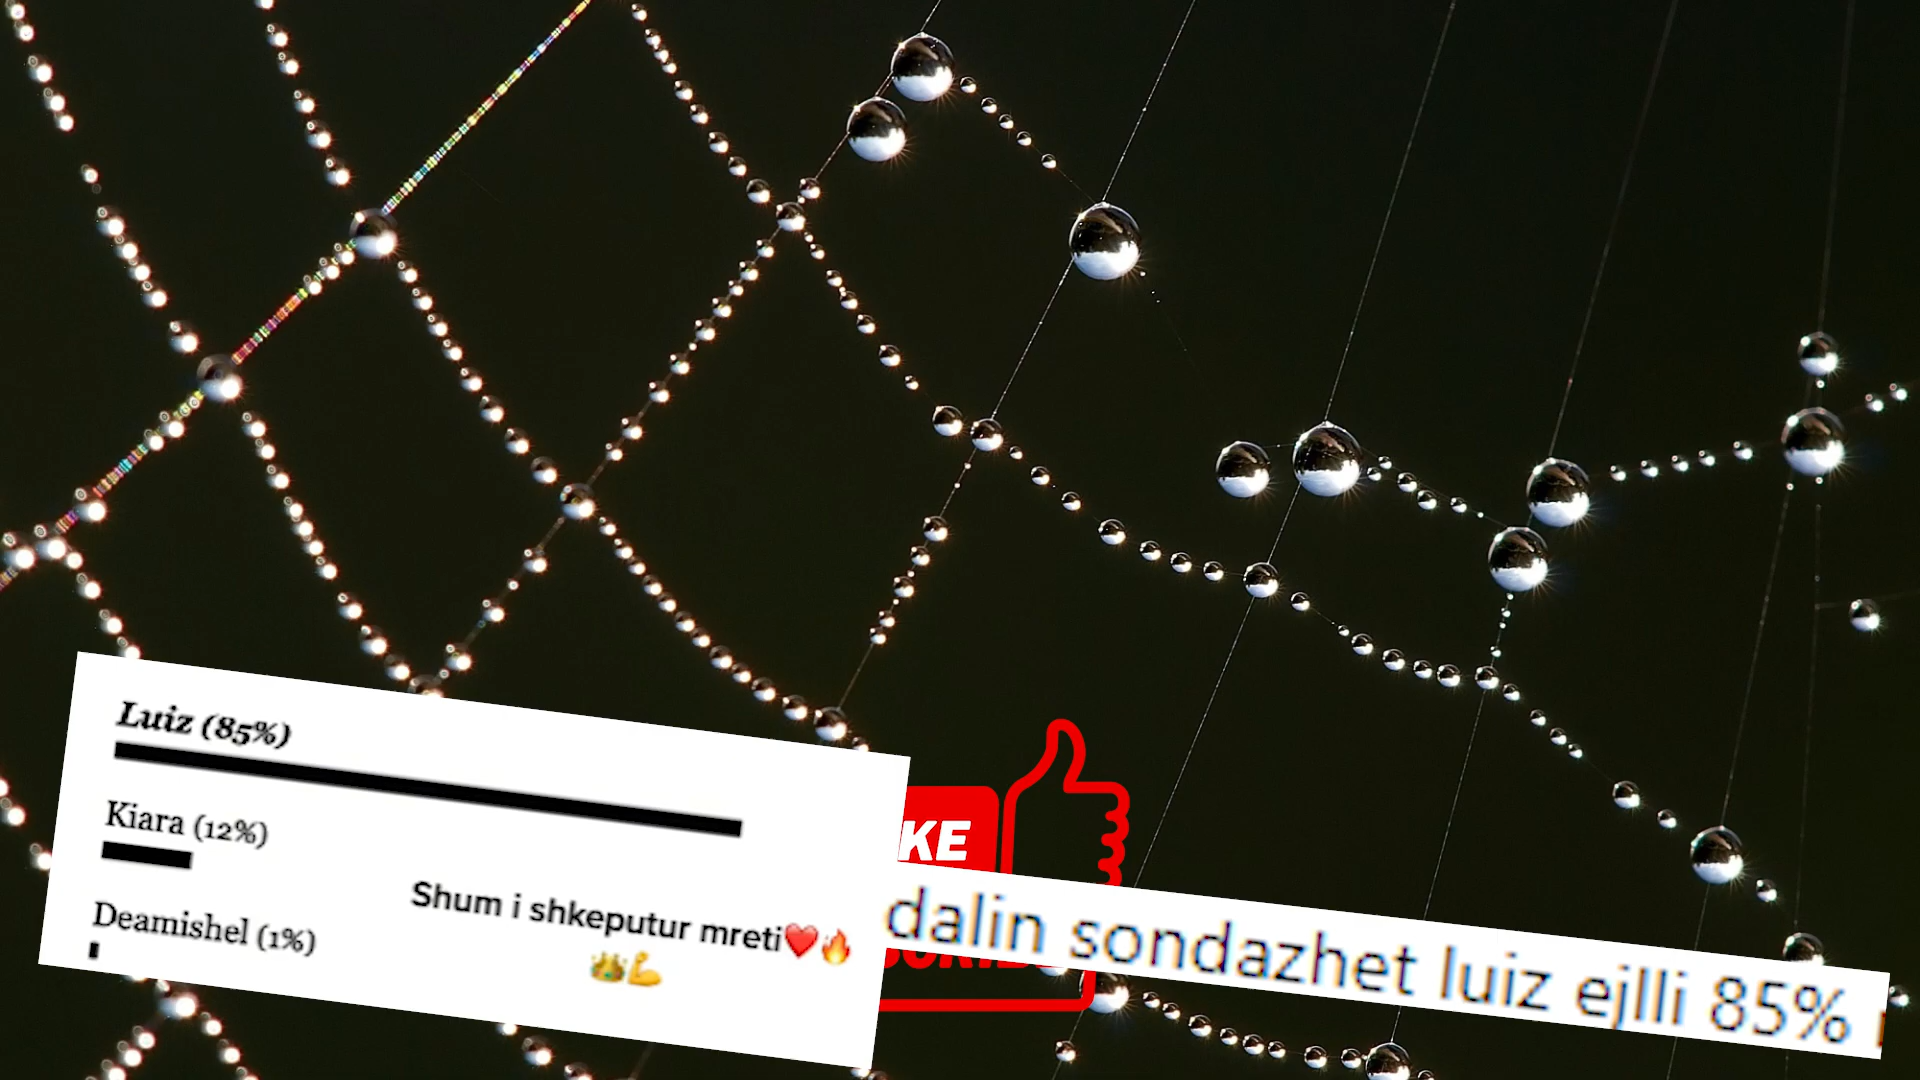 Luiz (85%)
Kiara (12%)
Deamishel (1%)
Shum i shkeputur mreti❤️🔥
👑💪
KE
dalin sondazhet luiz ejlli 85%